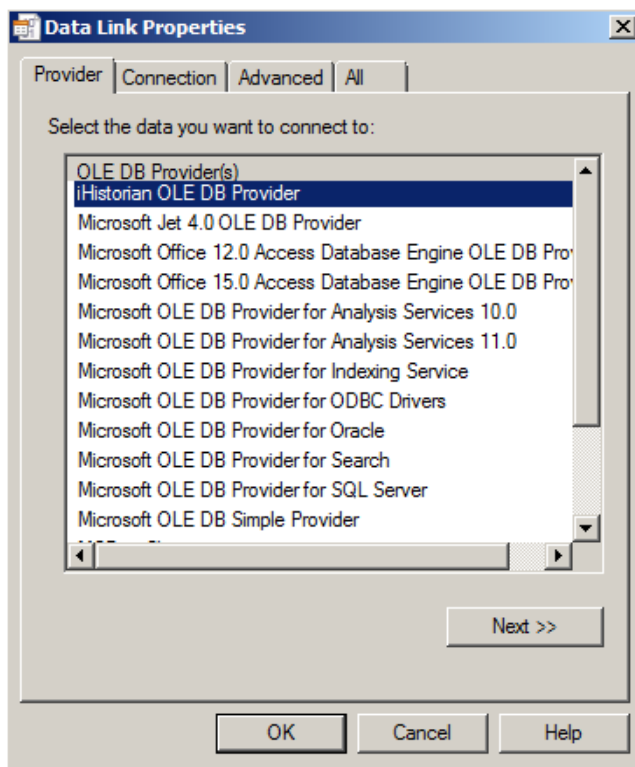 Data Link Properties
Provider Connection Advanced All
Select the data you want to connect to:
OLE DB Provider(s)
iHistorian OLE DB Provider
Microsoft Jet 4.0 OLE DB Provider
Microsoft Office 12.0 Access Database Engine OLE DB Pro
Microsoft Office 15.0 Access Database Engine OLE DB Pro
Microsoft OLE DB Provider for Analysis Services 10.0
Microsoft OLE DB Provider for Analysis Services 11.0
Microsoft OLE DB Provider for Indexing Service
Microsoft OLE DB Provider for ODBC Drivers
Microsoft OLE DB Provider for Oracle
Microsoft OLE DB Provider for Search
Microsoft OLE DB Provider for SQL Server
Microsoft OLE DB Simple Provider
Next >>
OK Cancel Help